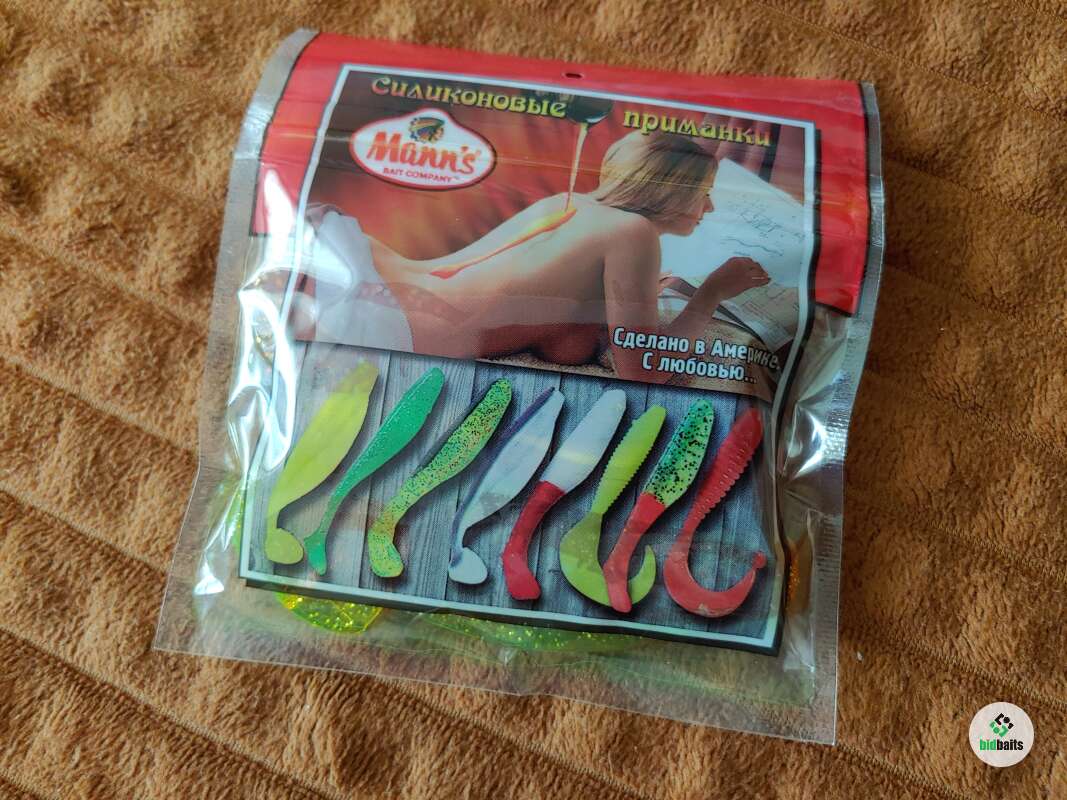 Силиконовые приманки
Mann's
BAIT COMPANY
Сделано в Америке.
С любовью...
bidbaits